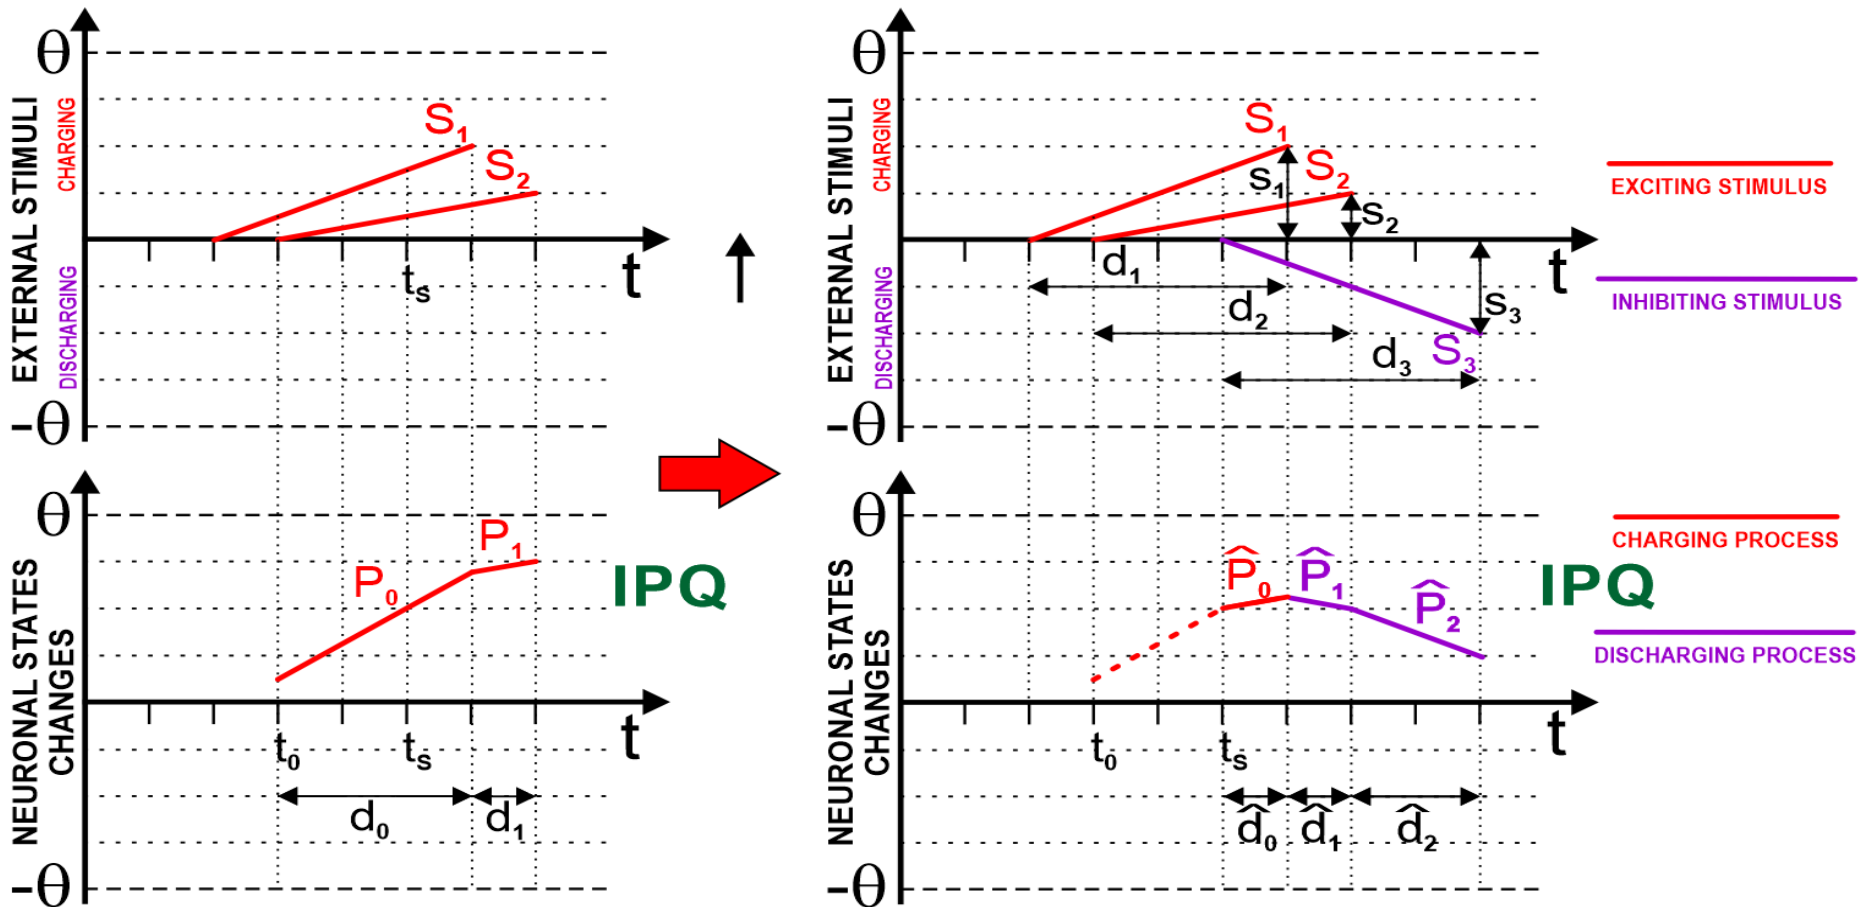 θ
EXTERNAL STIMULI
CHARGING
DISCHARGING
S₁
S₂
tₛ
t
-θ
θ
NEURONAL STATES
CHANGES
P₀
P₁
IPQ
t₀
tₛ
t
d₀
d₁
-θ
θ
EXTERNAL STIMULI
CHARGING
DISCHARGING
S₁
S₂
s₁
s₂
d₁
d₂
d₃
s₃
S₃
t
-θ
EXCITING STIMULUS
INHIBITING STIMULUS
θ
NEURONAL STATES
CHANGES
P̂₀
P̂₁
P̂₂
IPQ
t₀
tₛ
t
d̂₀
d̂₁
d̂₂
-θ
CHARGING PROCESS
DISCHARGING PROCESS